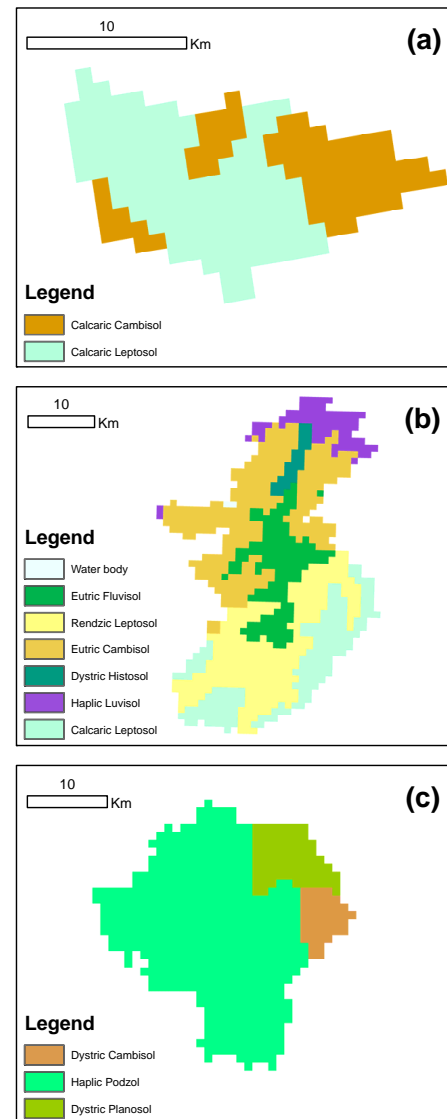 10
Km
(a)
Legend
Calcaric Cambisol
Calcaric Leptosol
10
Km
(b)
Legend
Water body
Eutric Fluvisol
Rendzic Leptosol
Eutric Cambisol
Dystric Histosol
Haplic Luvisol
Calcaric Leptosol
10
Km
(c)
Legend
Dystric Cambisol
Haplic Podzol
Dystric Planosol